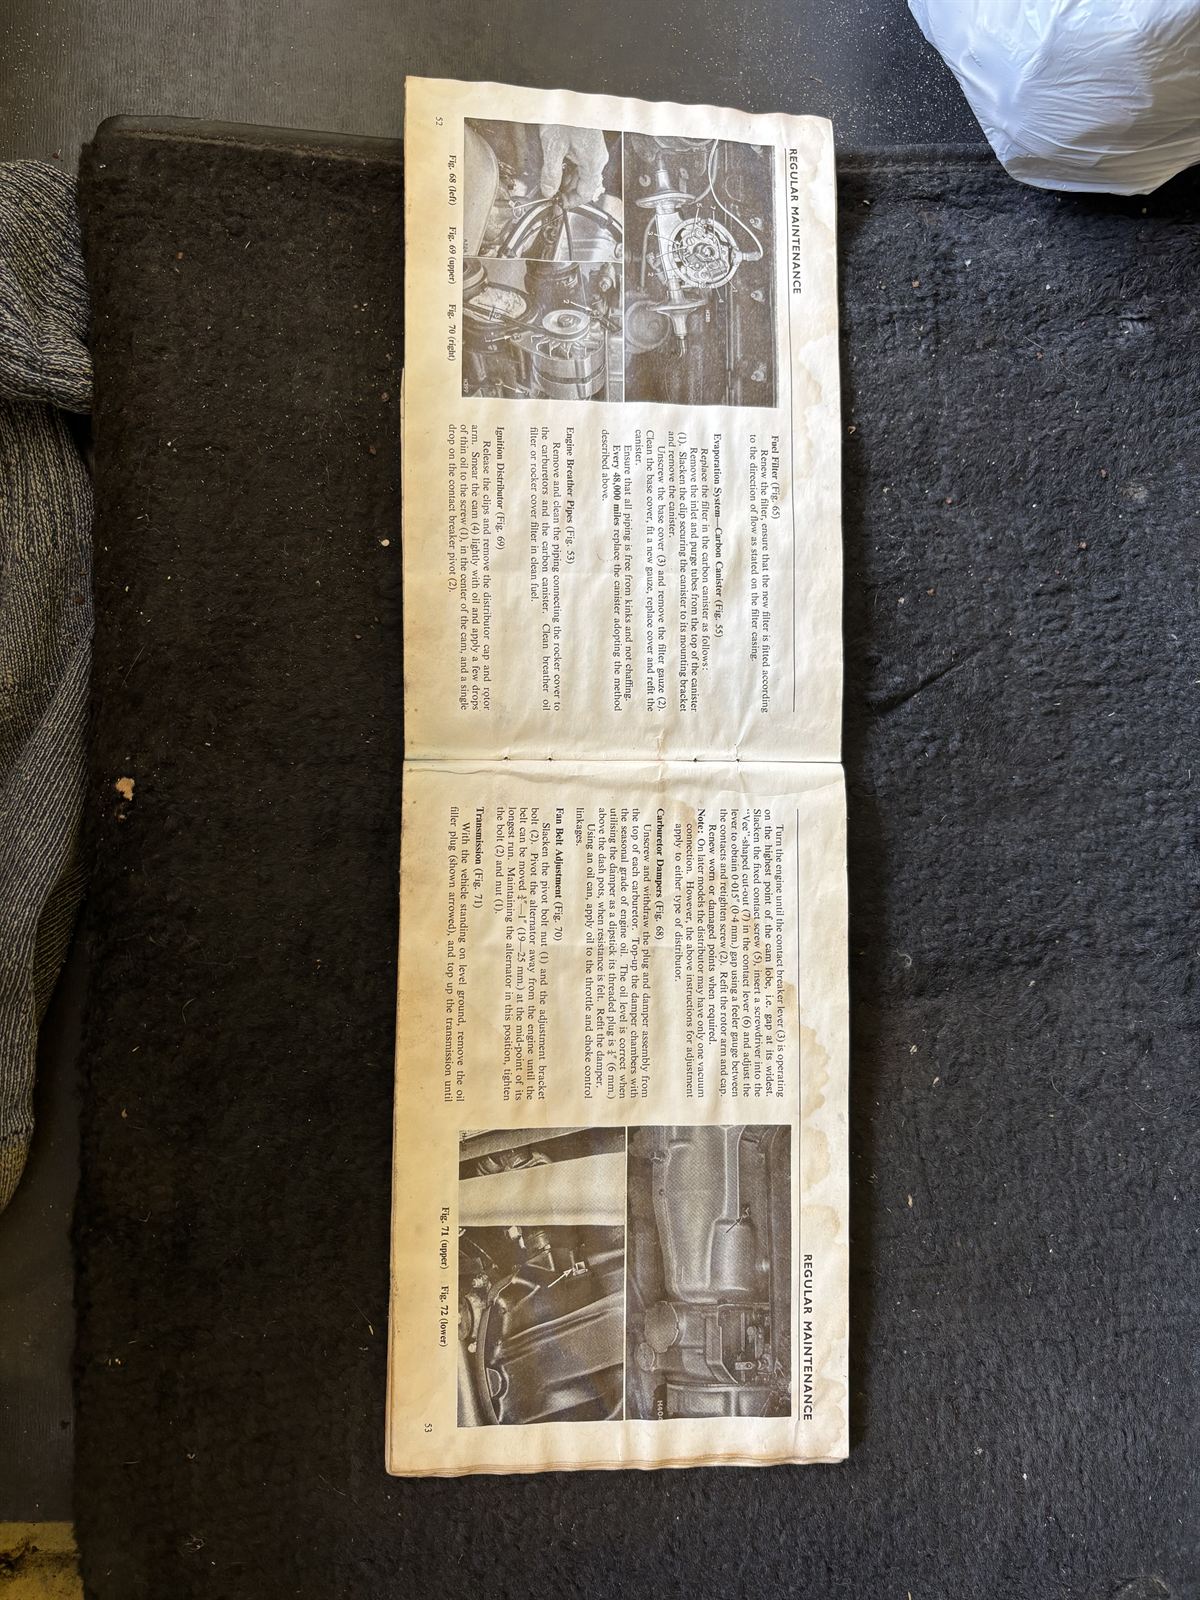 REGULAR MAINTENANCE
Fig. 68 (left) Fig. 69 (upper) Fig. 70 (right)
52
Fuel Filter (Fig. 65)
Renew the filter, ensure that the new filter is fitted according
to the direction of flow as stated on the filter casing.
Evaporation System—Carbon Canister (Fig. 55)
Replace the filter in the carbon canister as follows:
Remove the inlet and purge tubes from the top of the canister
(1). Slacken the clip securing the canister to its mounting bracket
and remove the canister.
Unscrew the base cover (3) and remove the filter gauze (2).
Clean the base cover, fit a new gauze, replace cover and refit the
canister.
Ensure that all piping is free from kinks and not chaffing.
Every 48,000 miles replace the canister adopting the method
described above.
Engine Breather Pipes (Fig. 53)
Remove and clean the piping connecting the rocker cover to
the carburetors and the carbon canister. Clean breather oil
filter or rocker cover filter in clean fuel.
Ignition Distributor (Fig. 69)
Release the clips and remove the distributor cap and rotor
arm. Smear the cam (4) lightly with oil and apply a few drops
of thin oil to the screw (1), in the center of the cam, and a single
drop on the contact breaker pivot (2).
Turn the engine until the contact breaker lever (3) is operating
on the highest point of the cam lobe, i.e. gap at its widest.
Slacken the fixed contact screw (5), insert a screwdriver into the
"Vee"-shaped cut-out (7) in the contact lever (6) and adjust the
lever to obtain 0·015" (0·4 mm.) gap using a feeler gauge between
the contacts and retighten screw (2). Refit the rotor arm and cap.
Renew worn or damaged points when required.
Note: On later models the distributor may have only one vacuum
connection. However, the above instructions for adjustment
apply to either type of distributor.
Carburetor Dampers (Fig. 68)
Unscrew and withdraw the plug and damper assembly from
the top of each carburetor. Top-up the damper chambers with
the seasonal grade of engine oil. The oil level is correct when
utilising the damper as a dipstick its threaded plug is ¼" (6 mm.)
above the dash pots, when resistance is felt. Refit the damper.
Using an oil can, apply oil to the throttle and choke control
linkages.
Fan Belt Adjustment (Fig. 70)
Slacken the pivot bolt nut (1) and the adjustment bracket
bolt (2). Pivot the alternator away from the engine until the
belt can be moved ¾"—1" (19—25 mm.) at the mid-point of its
longest run. Maintaining the alternator in this position, tighten
the bolt (2) and nut (1).
Transmission (Fig. 71)
With the vehicle standing on level ground, remove the oil
filler plug (shown arrowed), and top up the transmission until
REGULAR MAINTENANCE
Fig. 71 (upper) Fig. 72 (lower)
53